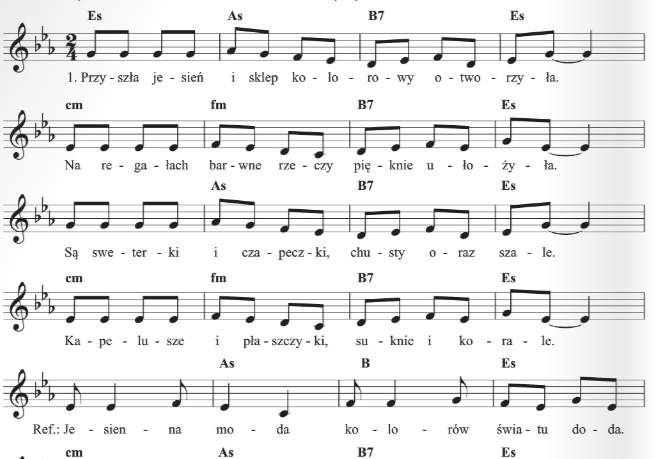 Es As B7 Es
1. Przy - szła je - sień i sklep ko - lo - ro - wy o - two - rzy - ła.
cm fm B7 Es
Na re - ga - łach bar - wne rze - czy pię - knie u - ło - ży - ła.
As B7 Es
Są swe - ter - ki i cza - pecz - ki, chu - sty o - raz sza - le.
cm fm B7 Es
Ka - pe - lu - sze i pła - szczy - ki, su - knie i ko - ra - le.
As B Es
Ref.: Je - sien - na mo - da ko - lo - rów świa - tu do - da.
cm As B7 Es